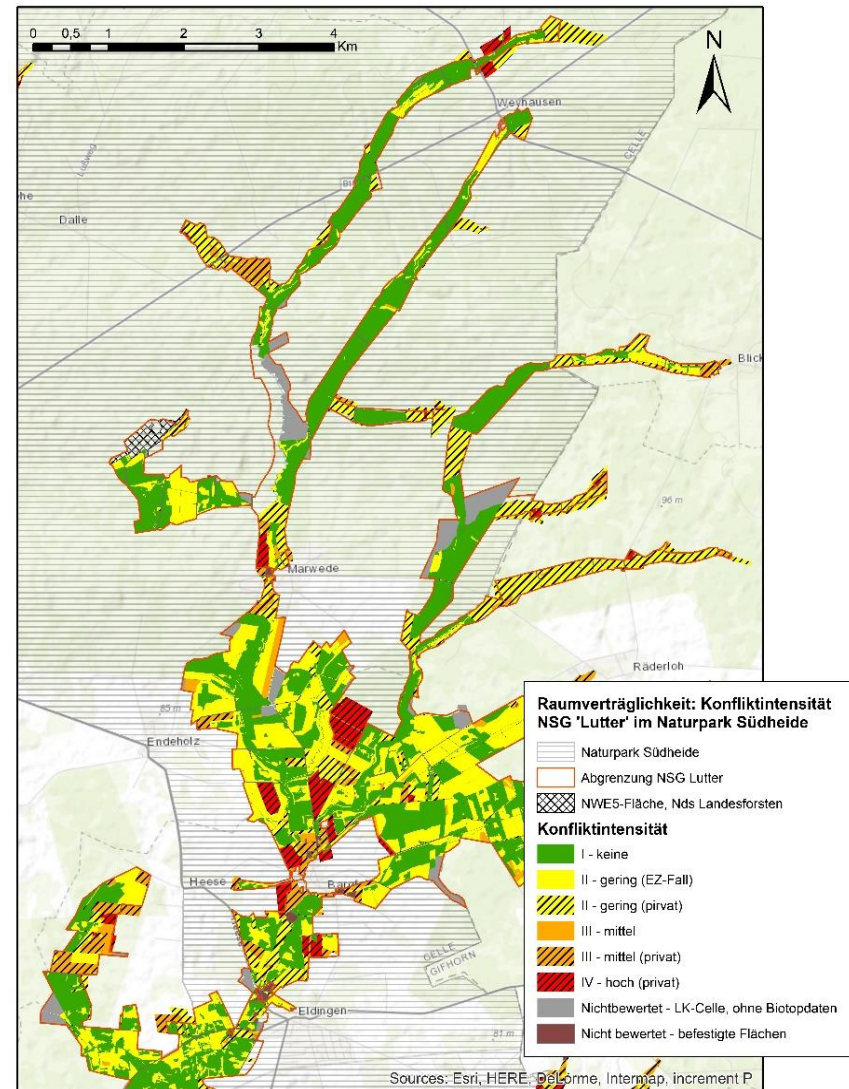 0 0,5 1 2 3 4
Km
N
Weyhausen
CELLE
Lußweg
Dalle
Blick
96 m
Marwede
Räderloh
85 m
Endeholz
Heese
CELLE
GIFHORN
Eldingen
81 m
Raumverträglichkeit: Konfliktintensität
NSG 'Lutter' im Naturpark Südheide
Naturpark Südheide
Abgrenzung NSG Lutter
NWE5-Fläche, Nds Landesforsten
Konfliktintensität
I - keine
II - gering (EZ-Fall)
II - gering (pirvat)
III - mittel
III - mittel (privat)
IV - hoch (privat)
Nichtbewertet - LK-Celle, ohne Biotopdaten
Nicht bewertet - befestigte Flächen
Sources: Esri, HERE, DeLorme, Intermap, increment P